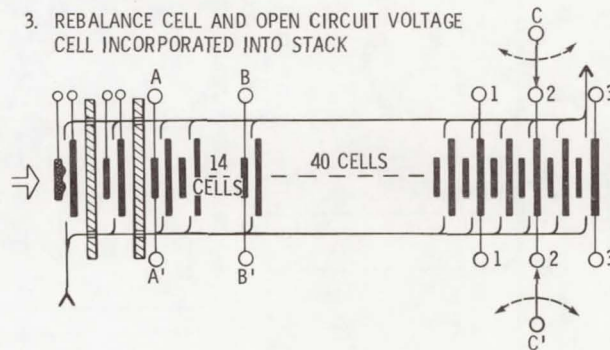 3. REBALANCE CELL AND OPEN CIRCUIT VOLTAGE
CELL INCORPORATED INTO STACK
C
A
B
1
2
3
14
CELLS
40 CELLS
A'
B'
1
2
3
C'